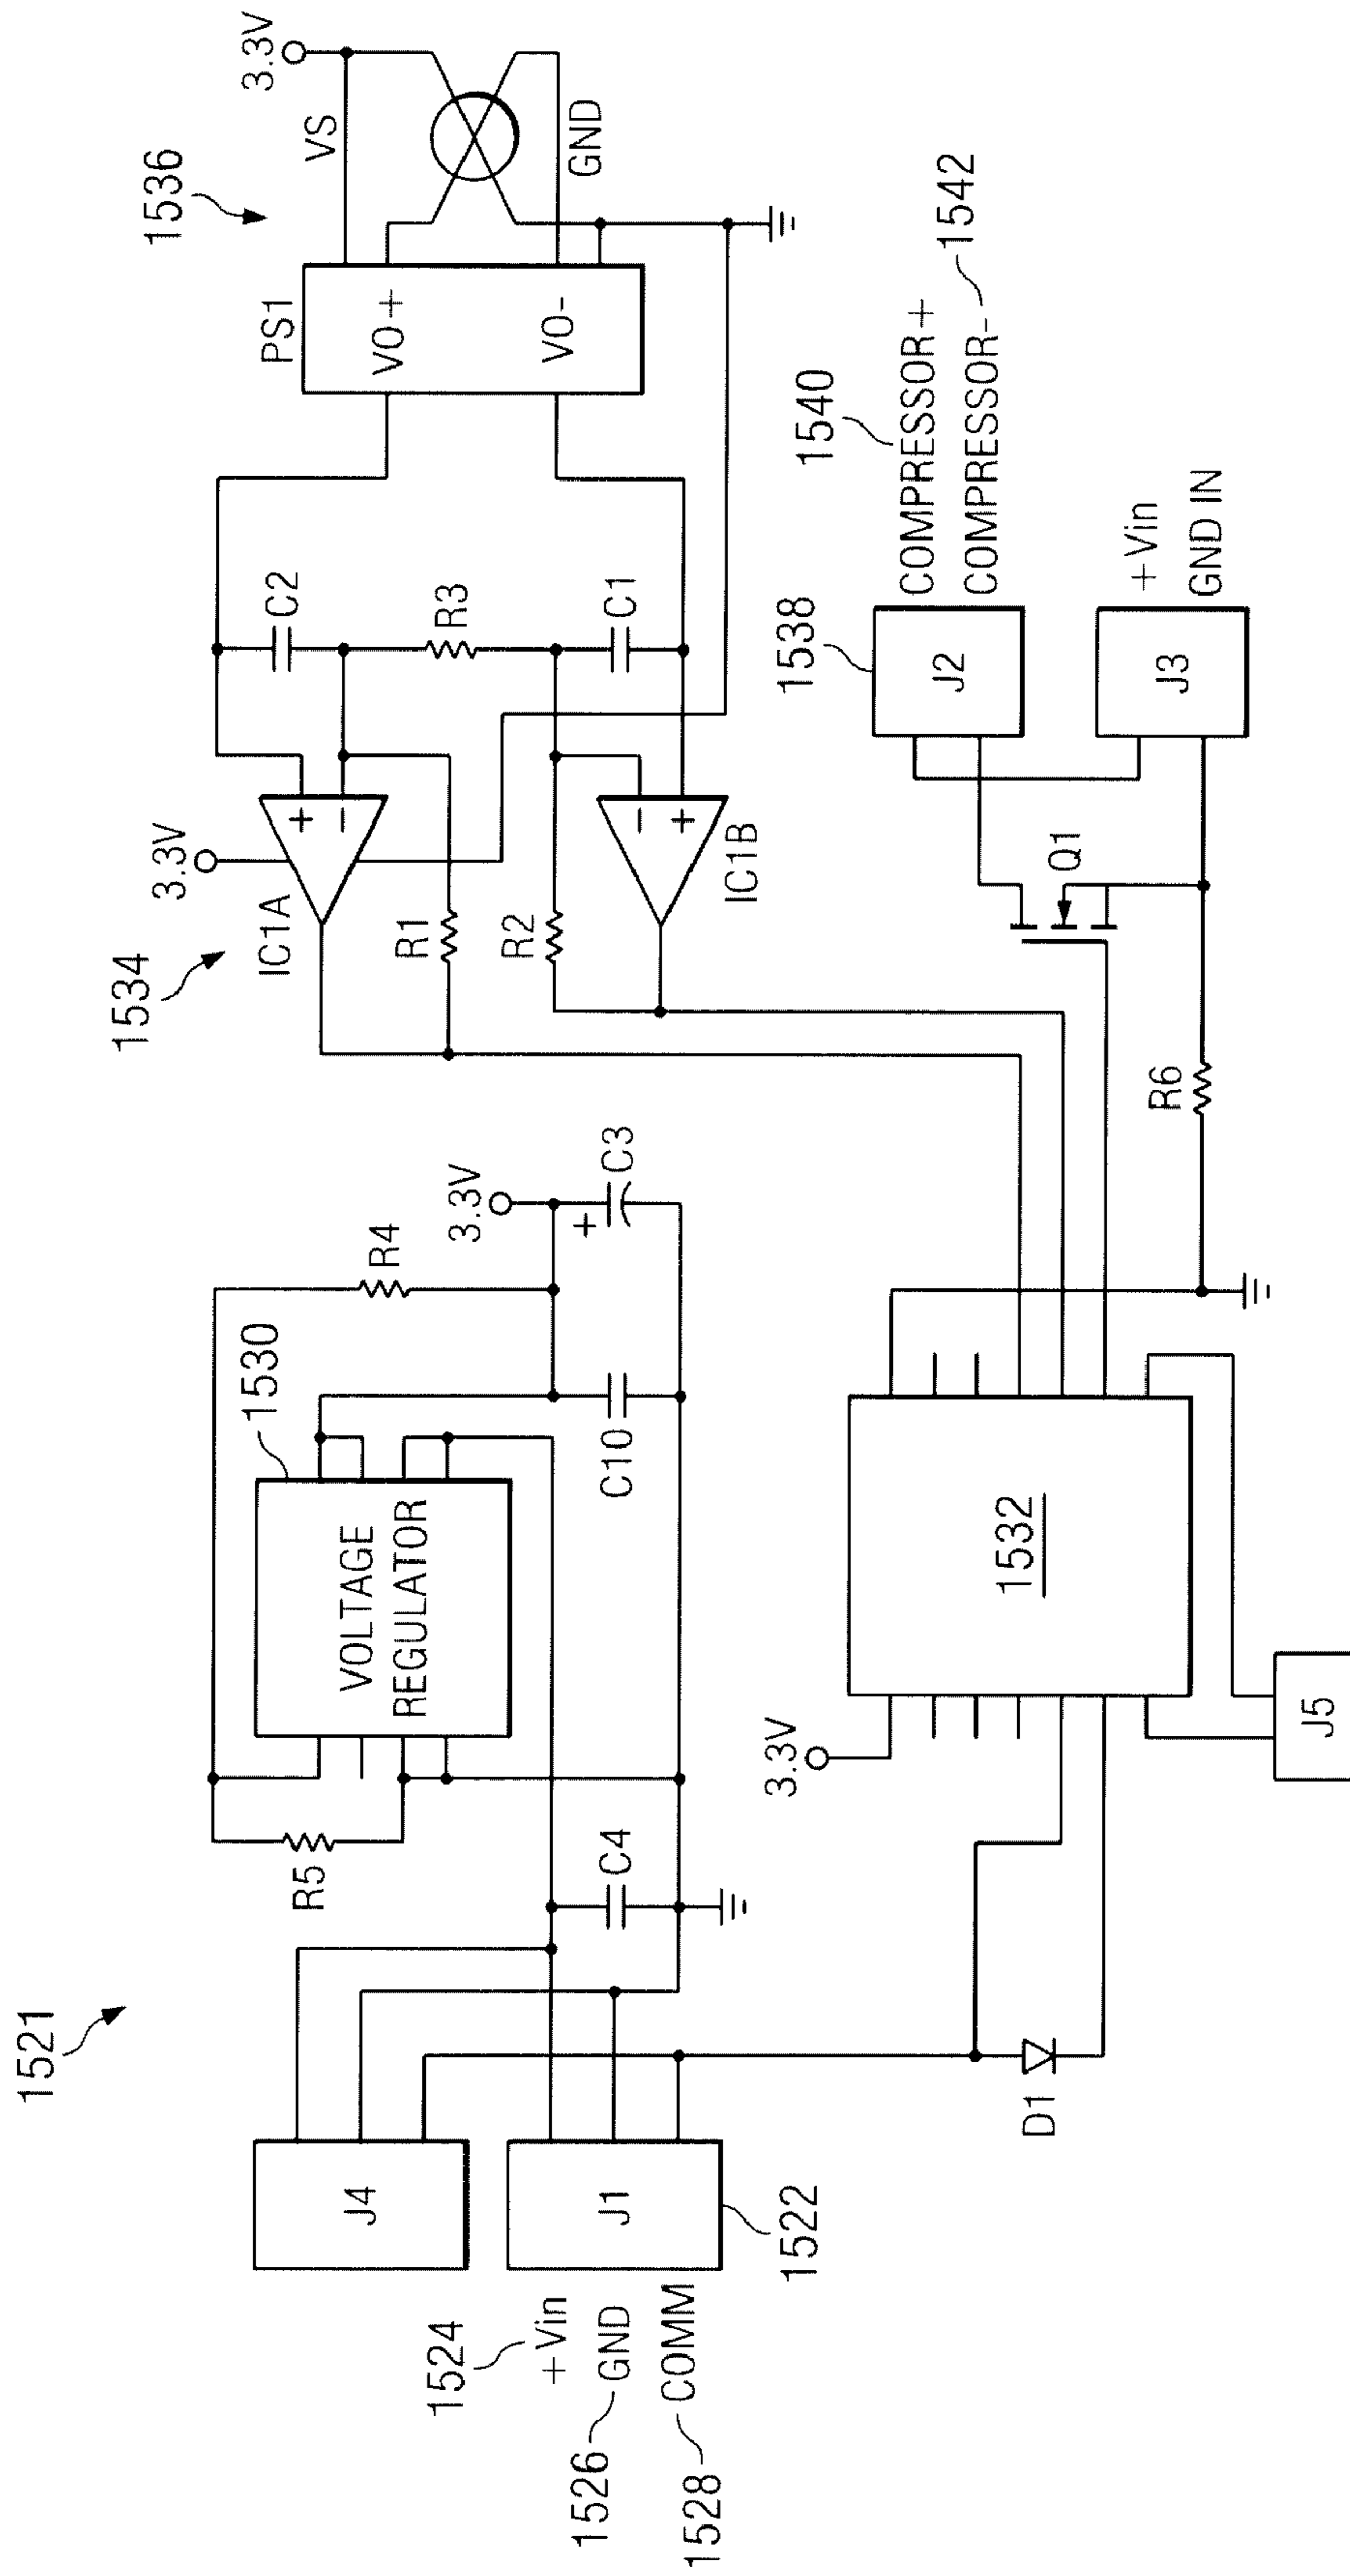 1521
1524
+Vin
1526
GND
1528
COMM
J4
J1
1522
R5
C4
VOLTAGE
REGULATOR
1530
R4
C10
3.3V
+
C3
D1
3.3V
1532
J5
1534
3.3V
IC1A
+
−
R1
R2
−
+
IC1B
C2
R3
C1
1536
PS1
VO+
VO-
VS
3.3V
GND
R6
Q1
1538
J2
1540
COMPRESSOR+
COMPRESSOR-
1542
J3
+Vin
GND IN